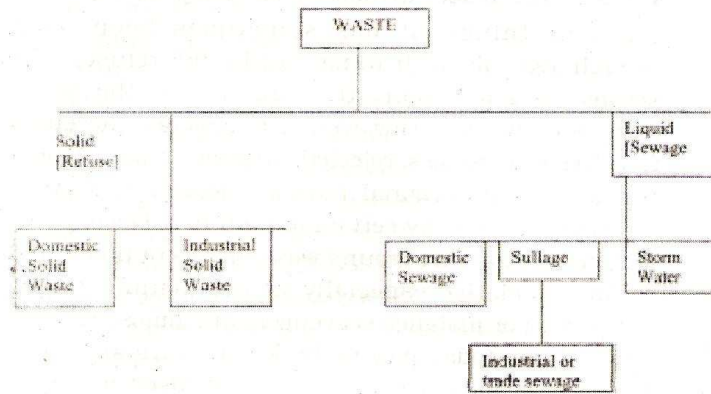 WASTE
Solid
[Refuse]
Liquid
[Sewage
Domestic
Solid
Waste
Industrial
Solid
Waste
Domestic
Sewage
Sullage
Storm
Water
Industrial or
trade sewage